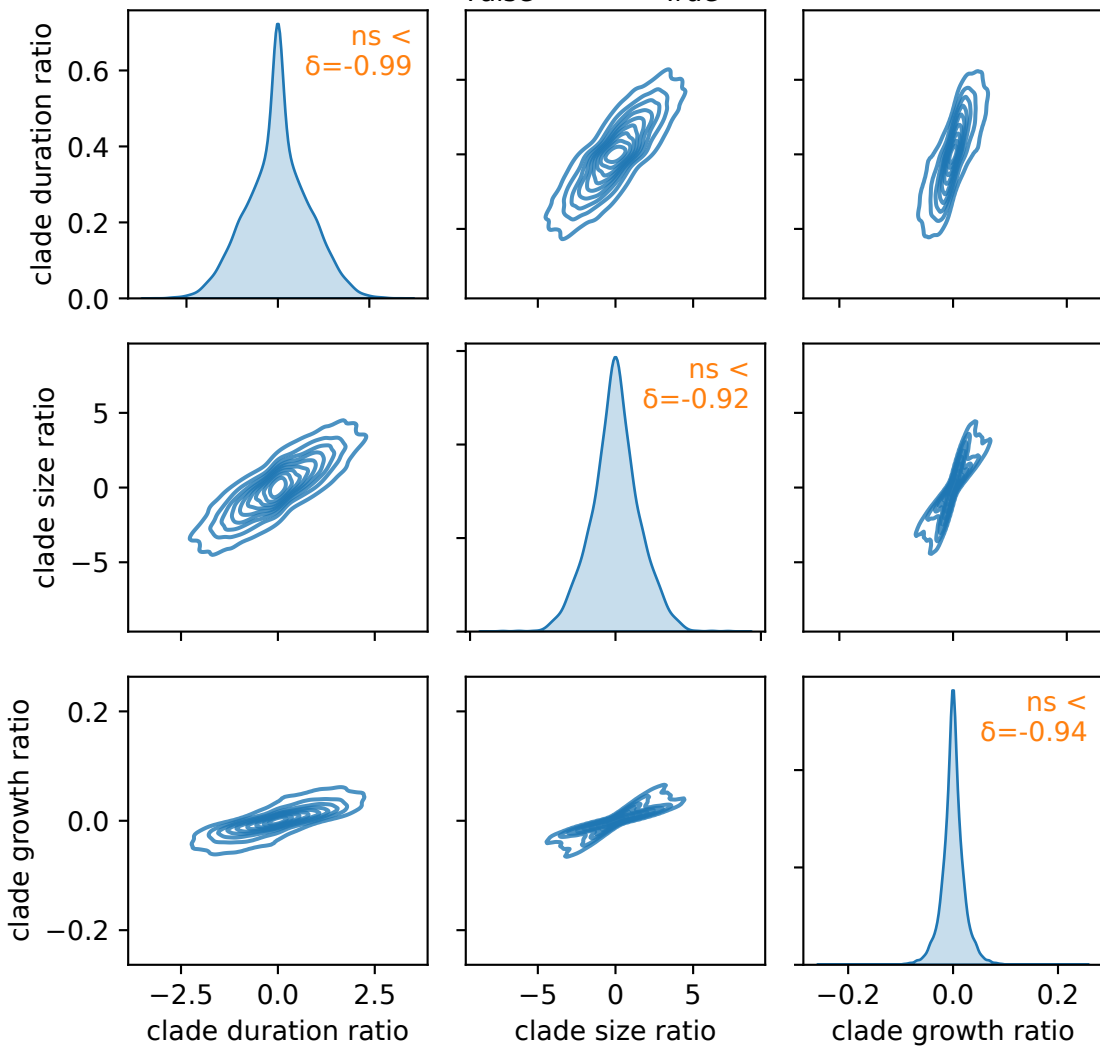 clade duration ratio
0.6
0.4
0.2
0.0
ns <
δ=-0.99
clade size ratio
5
0
−5
ns <
δ=-0.92
clade growth ratio
0.2
0.0
−0.2
ns <
δ=-0.94
−2.5 0.0 2.5
−5 0 5
−0.2 0.0 0.2
clade duration ratio
clade size ratio
clade growth ratio